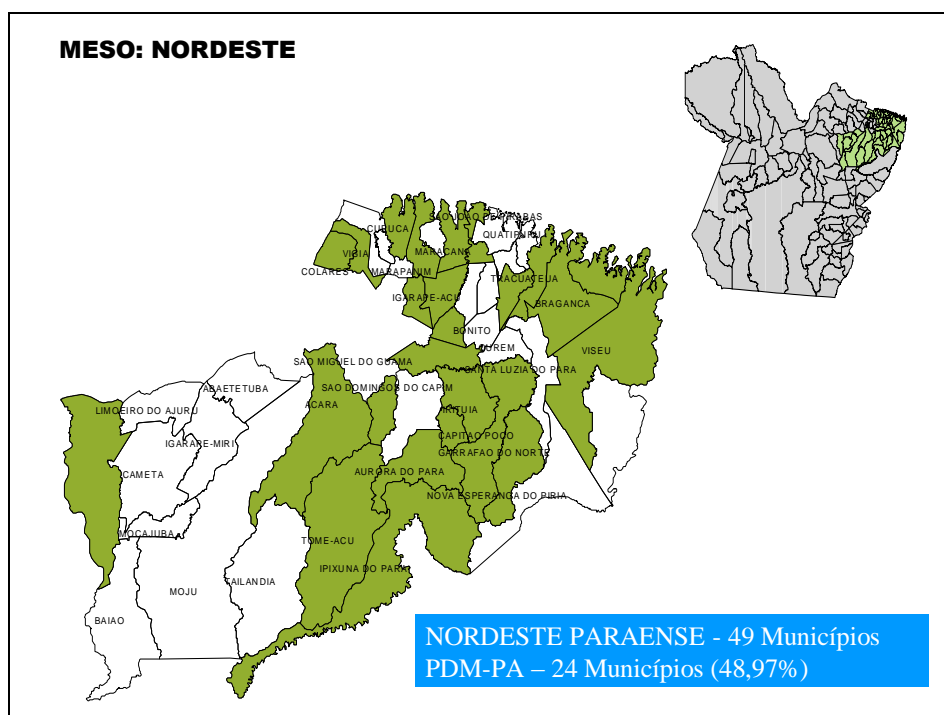 MESO: NORDESTE
SAO JOAO DE PIRABAS
CURUCA
QUATIPURU
VIGIA
MARACANA
COLARES
MARAPANIM
TRACUATEUA
IGARAPE-ACU
BRAGANCA
BONITO
OUREM
VISEU
SAO MIGUEL DO GUAMA
SANTA LUZIA DO PARA
ABAETETUBA
SAO DOMINGOS DO CAPIM
LIMOEIRO DO AJURU
ACARA
IRITUIA
IGARARE-MIRI
CAPITAO POCO
GARRAFAO DO NORTE
CAMETA
AURORA DO PARA
NOVA ESPERANCA DO PIRIA
MOCAJUBA
TOME-ACU
IPIXUNA DO PARA
TAILANDIA
MOJU
BAIAO
NORDESTE PARAENSE - 49 Municípios
PDM-PA – 24 Municípios (48,97%)